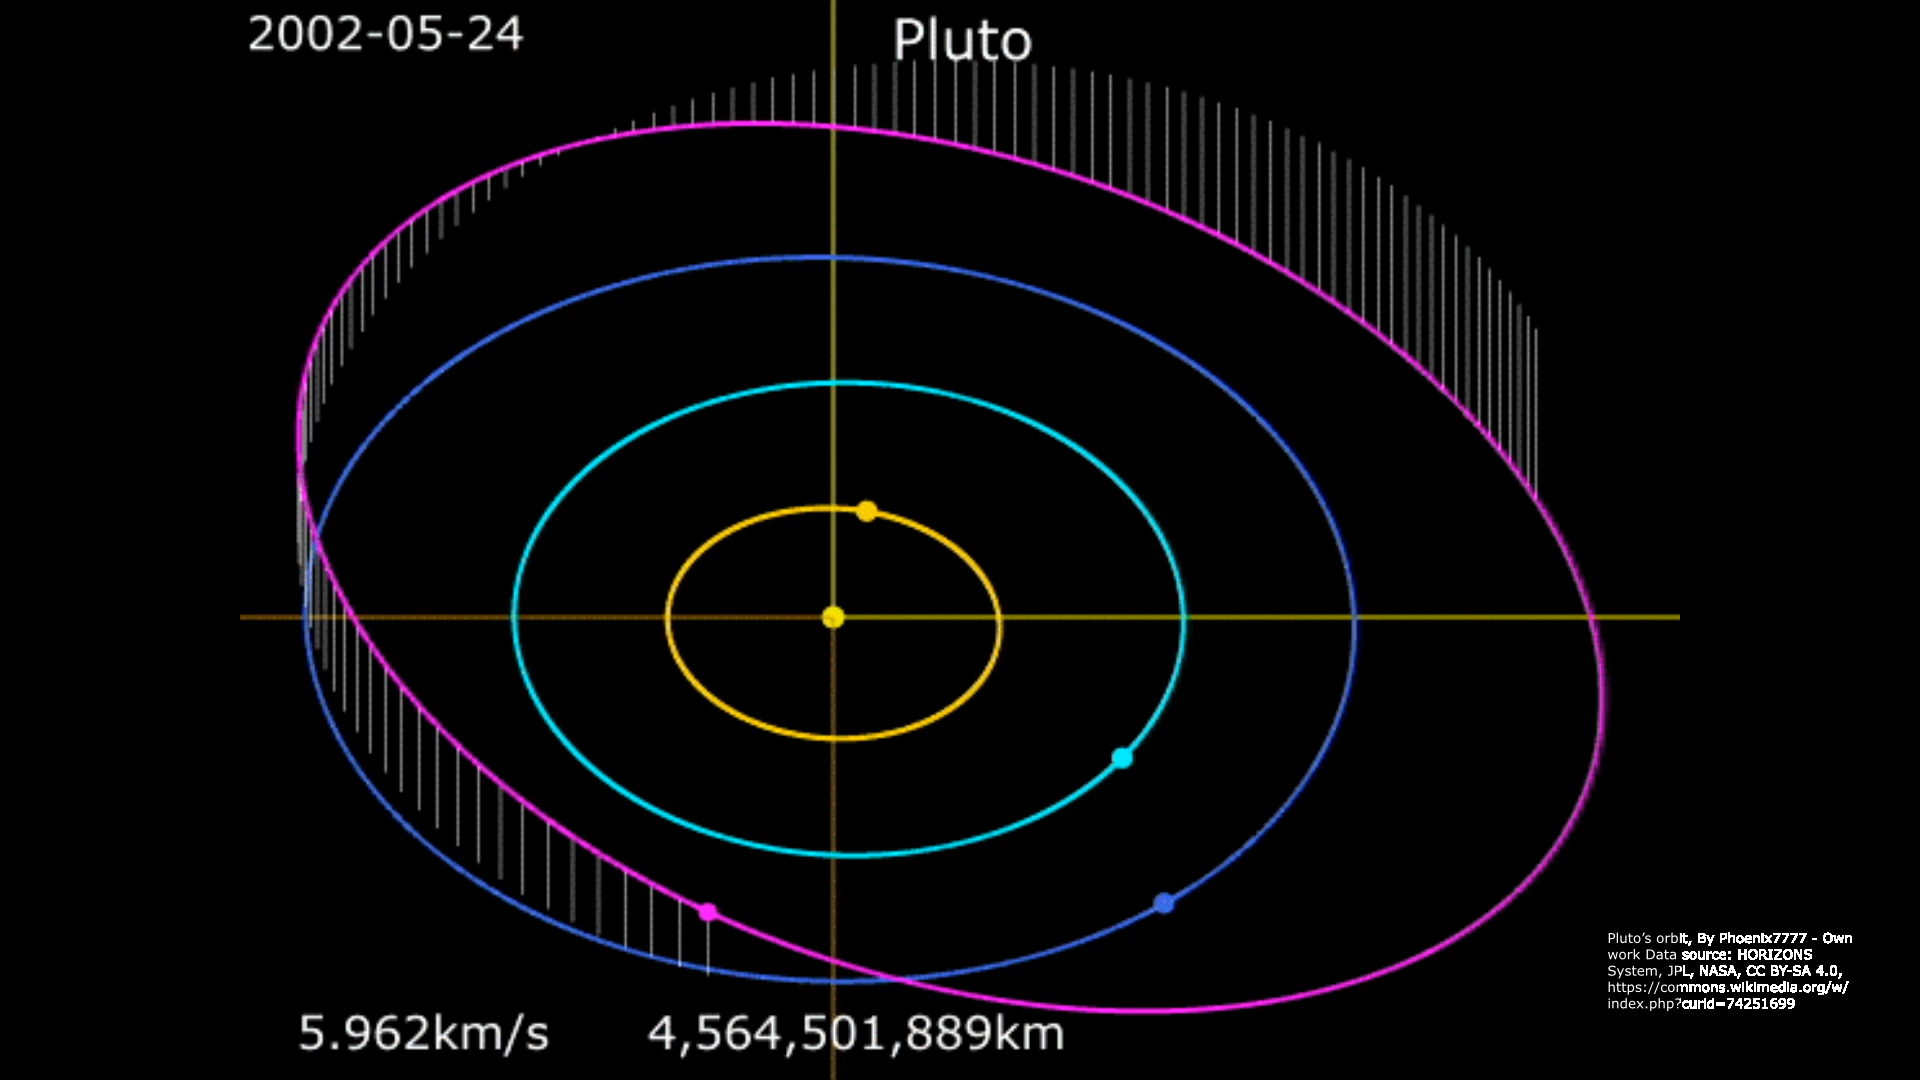 2002-05-24
Pluto
5.962km/s
4,564,501,889km
Pluto’s orbit, By Phoenix7777 - Own
work Data source: HORIZONS
System, JPL, NASA, CC BY-SA 4.0,
https://commons.wikimedia.org/w/
index.php?curid=74251699